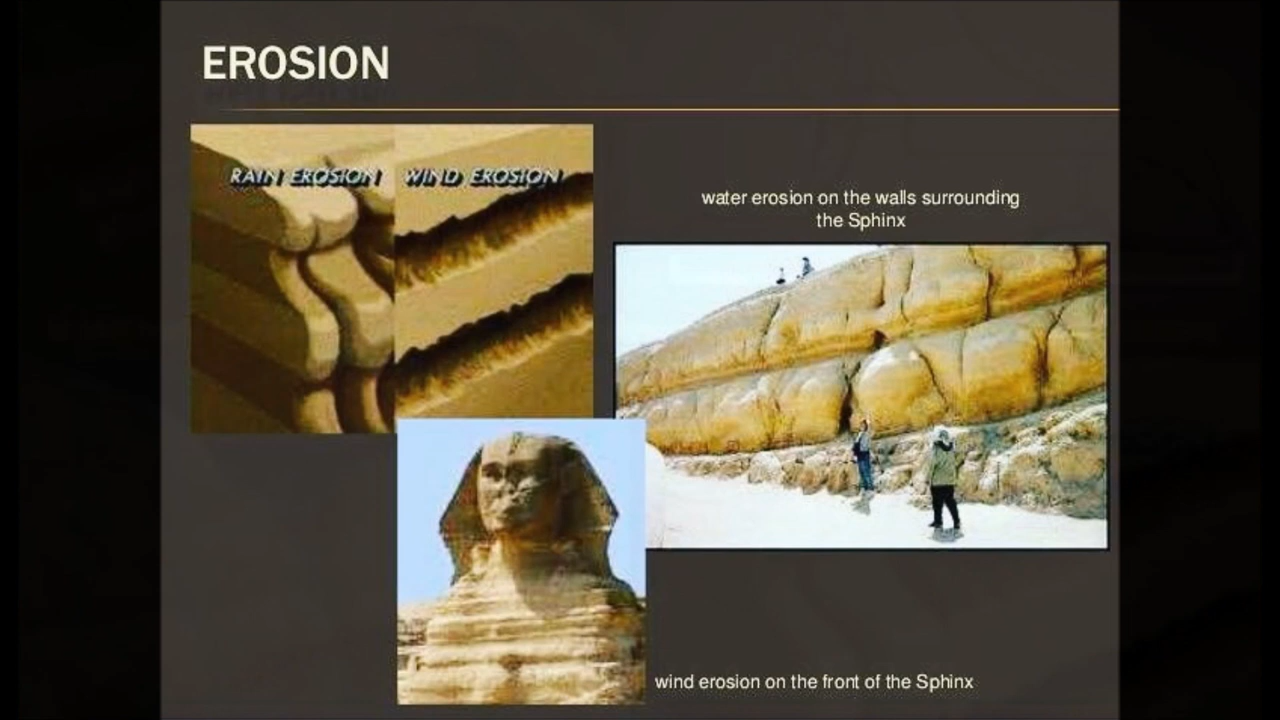 EROSION
RAIN EROSION
WIND EROSION
water erosion on the walls surrounding
the Sphinx
wind erosion on the front of the Sphinx